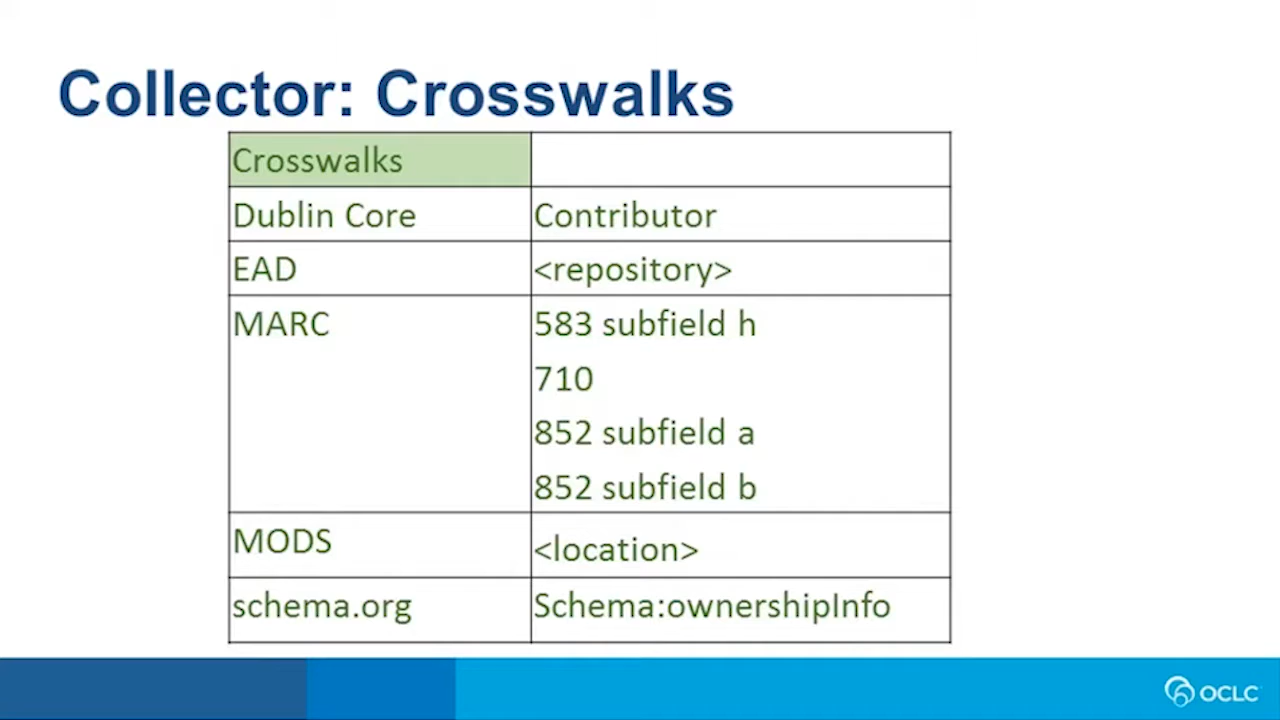 Collector: Crosswalks
Crosswalks
Dublin Core Contributor
EAD <repository>
MARC 583 subfield h
710
852 subfield a
852 subfield b
MODS <location>
schema.org Schema:ownershipInfo
OCLC